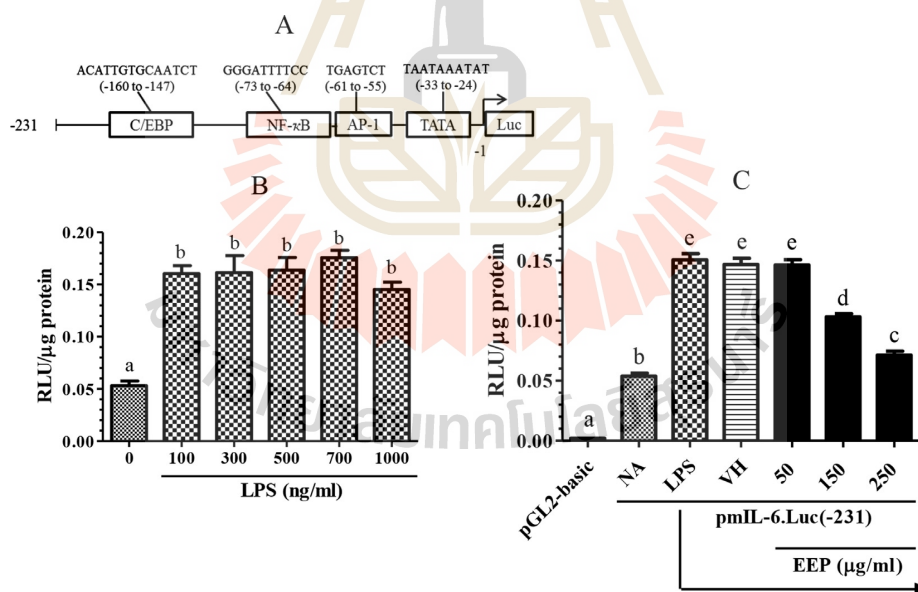 A
ACATTGTGCAATCT
(-160 to -147)
GGGATTTTCC
(-73 to -64)
TGAGTCT
(-61 to -55)
TAATAAATAT
(-33 to -24)
-231
C/EBP
NF-κB
AP-1
TATA
Luc
-1
B
RLU/µg protein
0.20
0.15
0.10
0.05
0.00
a
b
b
b
b
b
0
100
300
500
700
1000
LPS (ng/ml)
C
RLU/µg protein
0.20
0.15
0.10
0.05
0.00
a
b
e
e
e
d
c
pGL2-basic
NA
LPS
VH
50
150
250
pmIL-6.Luc(-231)
EEP (µg/ml)